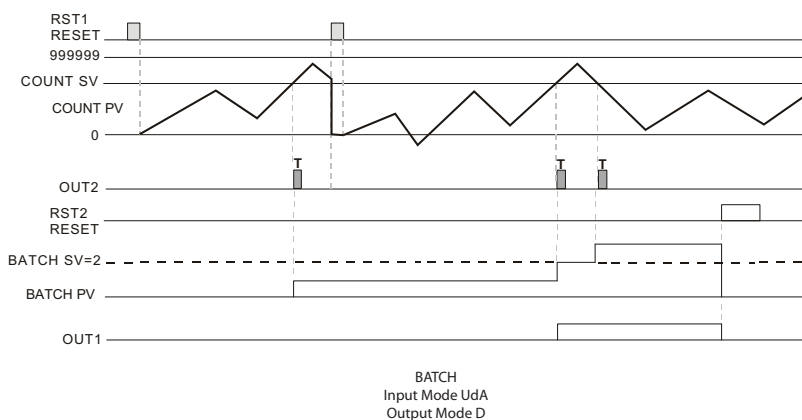 RST1
RESET
999999
COUNT SV
COUNT PV
0
T T T
OUT2
RST2
RESET
BATCH SV=2
BATCH PV
OUT1
BATCH
Input Mode UdA
Output Mode D